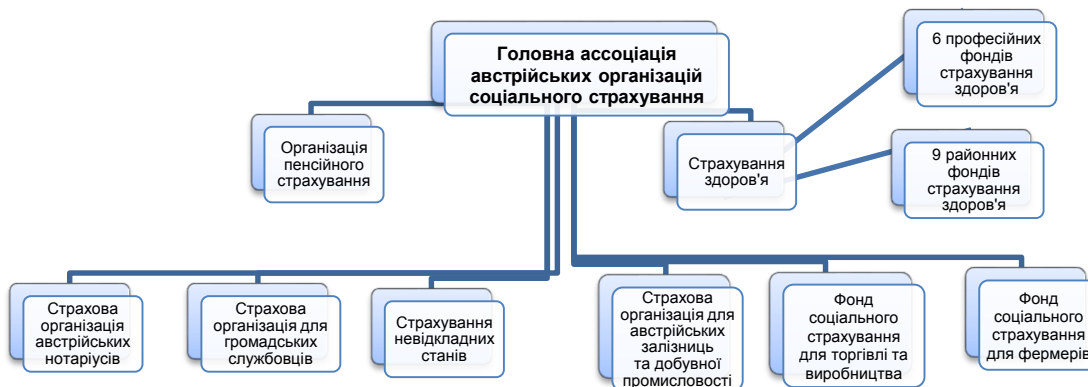 Головна ассоціація
австрійських організацій
соціального страхування
6 професійних
фондів
страхування
здоров'я
Організація
пенсійного
страхування
Страхування
здоров'я
9 районних
фондів
страхування
здоров'я
Страхова
організація
австрійських
нотаріусів
Страхова
організація для
громадських
службовців
Страхування
невідкладних
станів
Страхова
організація для
австрійських
залізниць
та добувної
промисловості
Фонд
соціального
страхування
для торгівлі та
виробництва
Фонд
соціального
страхування
для фермерів